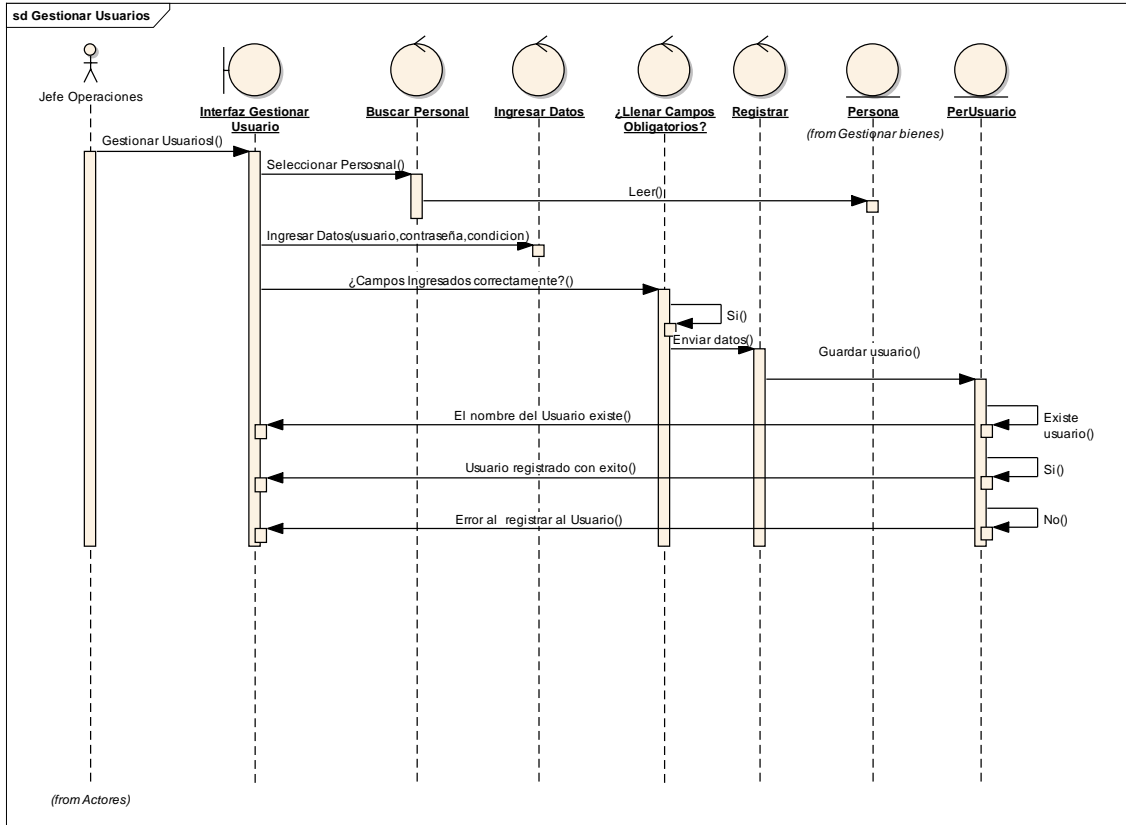 sd Gestionar Usuarios
Jefe Operaciones
Interfaz Gestionar
Usuario
Buscar Personal
Ingresar Datos
¿Llenar Campos
Obligatorios?
Registrar
Persona
(from Gestionar bienes)
PerUsuario
Gestionar Usuariosl()
Seleccionar Persosnal()
Leer()
Ingresar Datos(usuario,contraseña,condicion)
¿Campos Ingresados correctamente?()
Si()
Enviar datos()
Guardar usuario()
El nombre del Usuario existe()
Existe
usuario()
Usuario registrado con exito()
Si()
Error al registrar al Usuario()
No()
(from Actores)